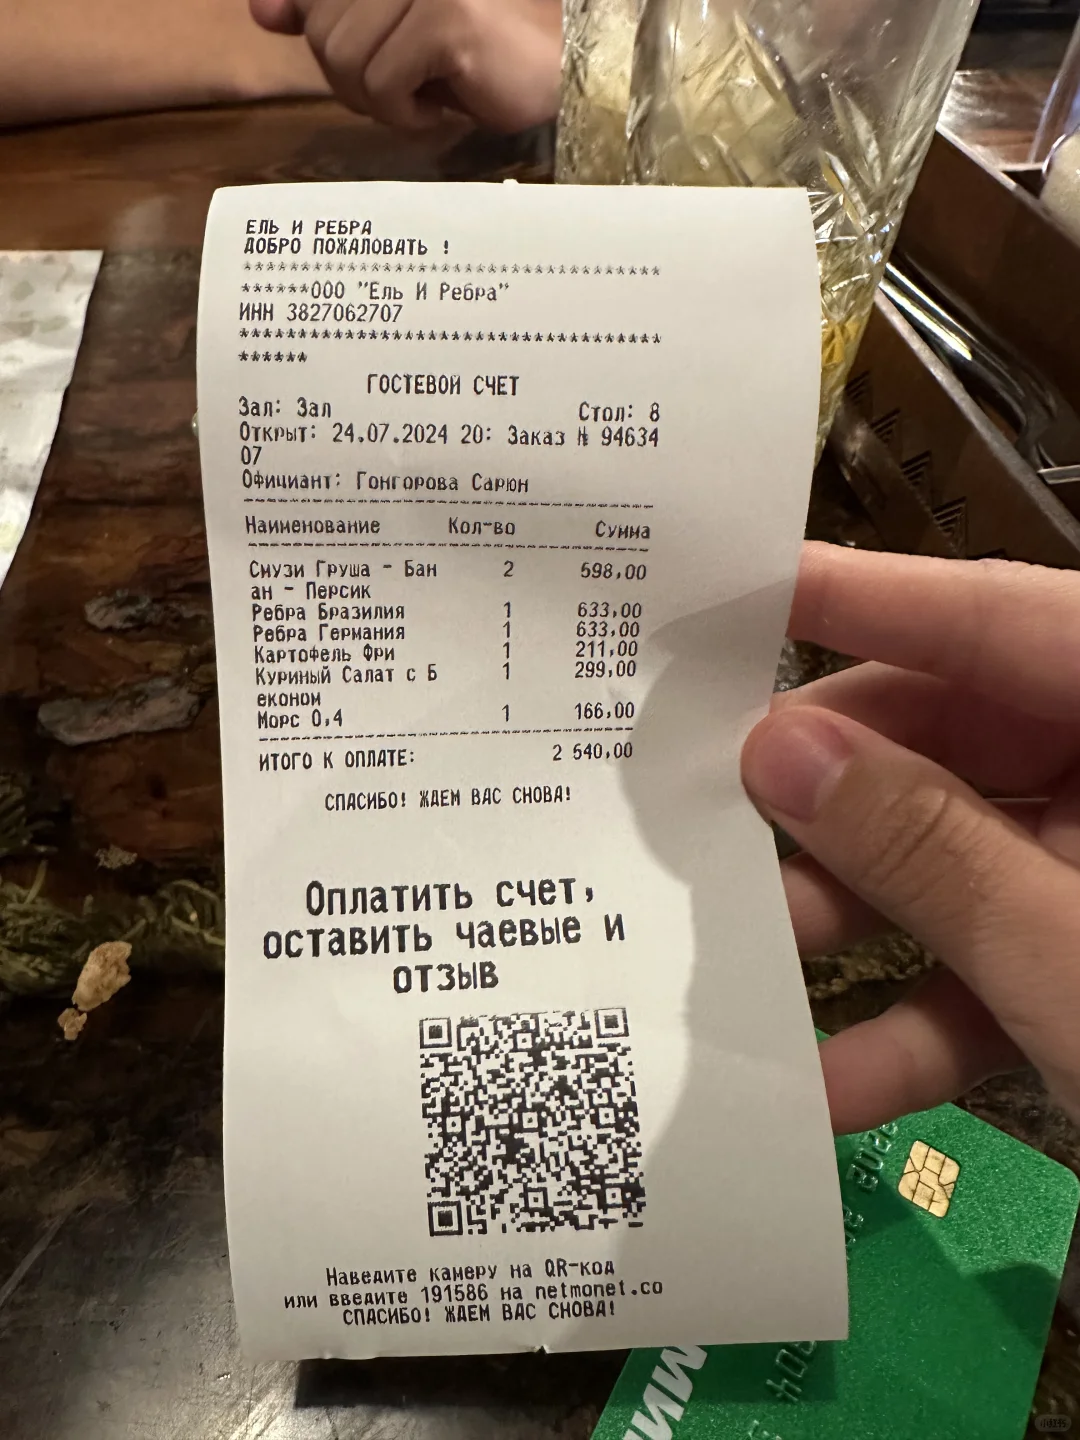 ЕЛЬ И РЕБРА
ДОБРО ПОЖАЛОВАТЬ !
************************************
******ООО "Ель И Ребра"
ИНН 3827062707
************************************
******
ГОСТЕВОЙ СЧЕТ
Зал: Зал Стол: 8
Открыт: 24.07.2024 20: Заказ № 94634
07
Официант: Гонгорова Сарюн
Наименование Кол-во Сумма
Смузи Груша - Бан 2 598,00
ан - Персик
Ребра Бразилия 1 633,00
Ребра Германия 1 633,00
Картофель Фри 1 211,00
Куриный Салат с Б 1 299,00
економ
Морс 0,4 1 166,00
ИТОГО К ОПЛАТЕ: 2 540,00
СПАСИБО! ЖДЕМ ВАС СНОВА!
Оплатить счет,
оставить чаевые и
отзыв
Наведите камеру на QR-код
или введите 191586 на netmonet.co
СПАСИБО! ЖДЕМ ВАС СНОВА!